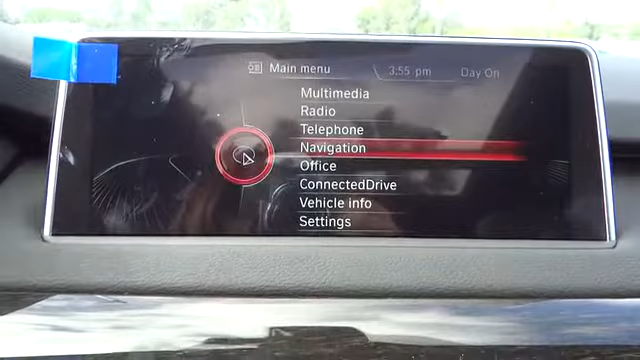 Main menu 3:55 pm Day On
Multimedia
Radio
Telephone
Navigation
Office
ConnectedDrive
Vehicle info
Settings